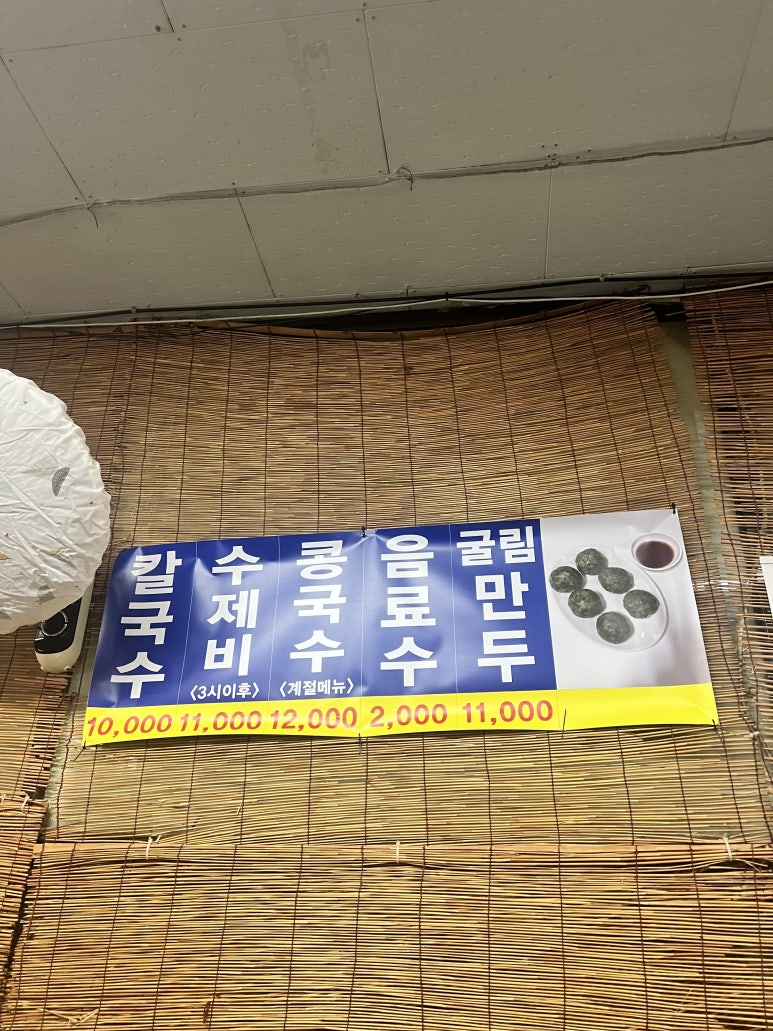 칼국수
10,000
수제비
<3시이후>
11,000
콩국수
<계절메뉴>
12,000
음료수
2,000
굴림만두
11,000